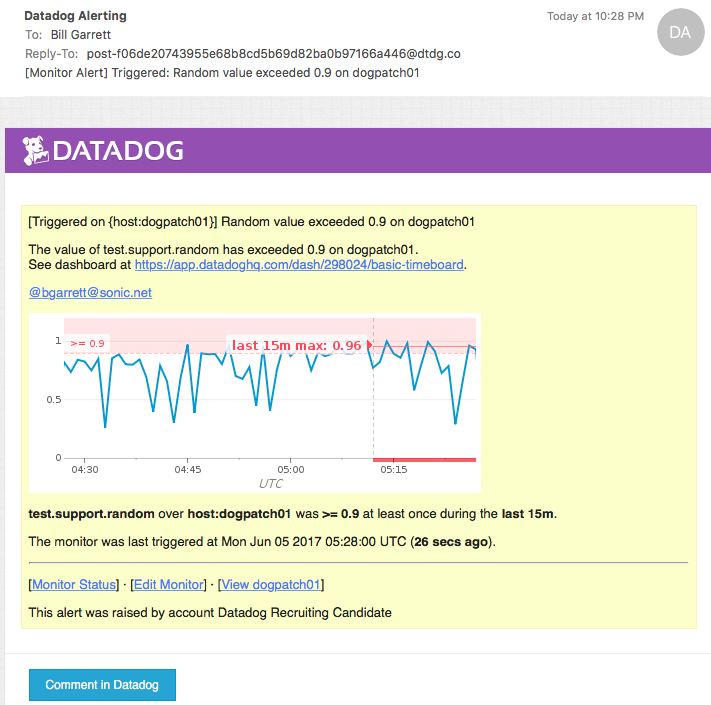 Datadog Alerting
Today at 10:28 PM
DA
To: Bill Garrett
Reply-To: post-f06de20743955e68b8cd5b69d82ba0b97166a446@dtdg.co
[Monitor Alert] Triggered: Random value exceeded 0.9 on dogpatch01
DATADOG
[Triggered on {host:dogpatch01}] Random value exceeded 0.9 on dogpatch01
The value of test.support.random has exceeded 0.9 on dogpatch01.
See dashboard at https://app.datadoghq.com/dash/298024/basic-timeboard.
@bgarrett@sonic.net
1
>= 0.9
last 15m max: 0.96
0.5
0
04:30 04:45 05:00 05:15
UTC
test.support.random over host:dogpatch01 was >= 0.9 at least once during the last 15m.
The monitor was last triggered at Mon Jun 05 2017 05:28:00 UTC (26 secs ago).
[Monitor Status] · [Edit Monitor] · [View dogpatch01]
This alert was raised by account Datadog Recruiting Candidate
Comment in Datadog